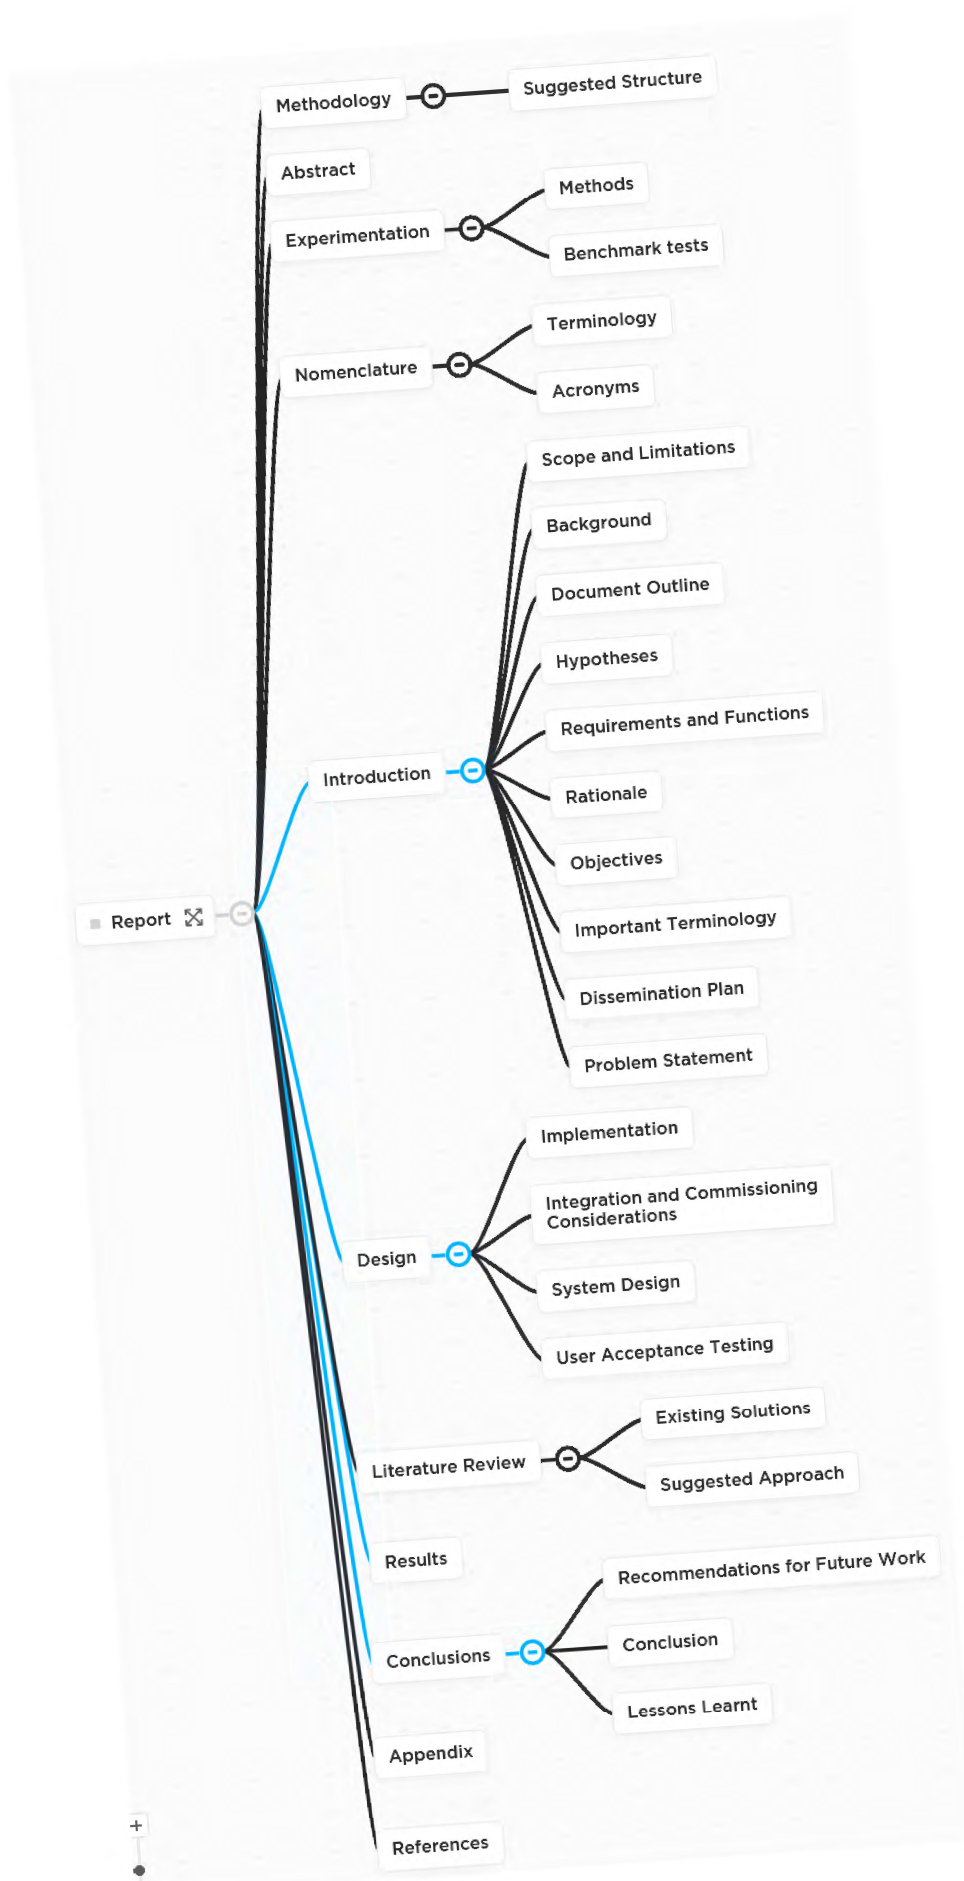 Methodology
Suggested Structure
Abstract
Experimentation
Methods
Benchmark tests
Nomenclature
Terminology
Acronyms
Introduction
Scope and Limitations
Background
Document Outline
Hypotheses
Requirements and Functions
Rationale
Objectives
Important Terminology
Dissemination Plan
Problem Statement
Report
Design
Implementation
Integration and Commissioning
Considerations
System Design
User Acceptance Testing
Literature Review
Existing Solutions
Suggested Approach
Results
Conclusions
Recommendations for Future Work
Conclusion
Lessons Learnt
Appendix
References